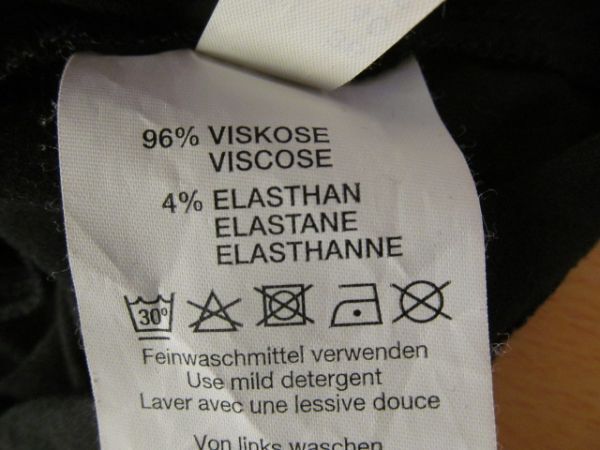 96% VISKOSE
VISCOSE
4% ELASTHAN
ELASTANE
ELASTHANNE
30°
Feinwaschmittel verwenden
Use mild detergent
Laver avec une lessive douce
Von links waschen